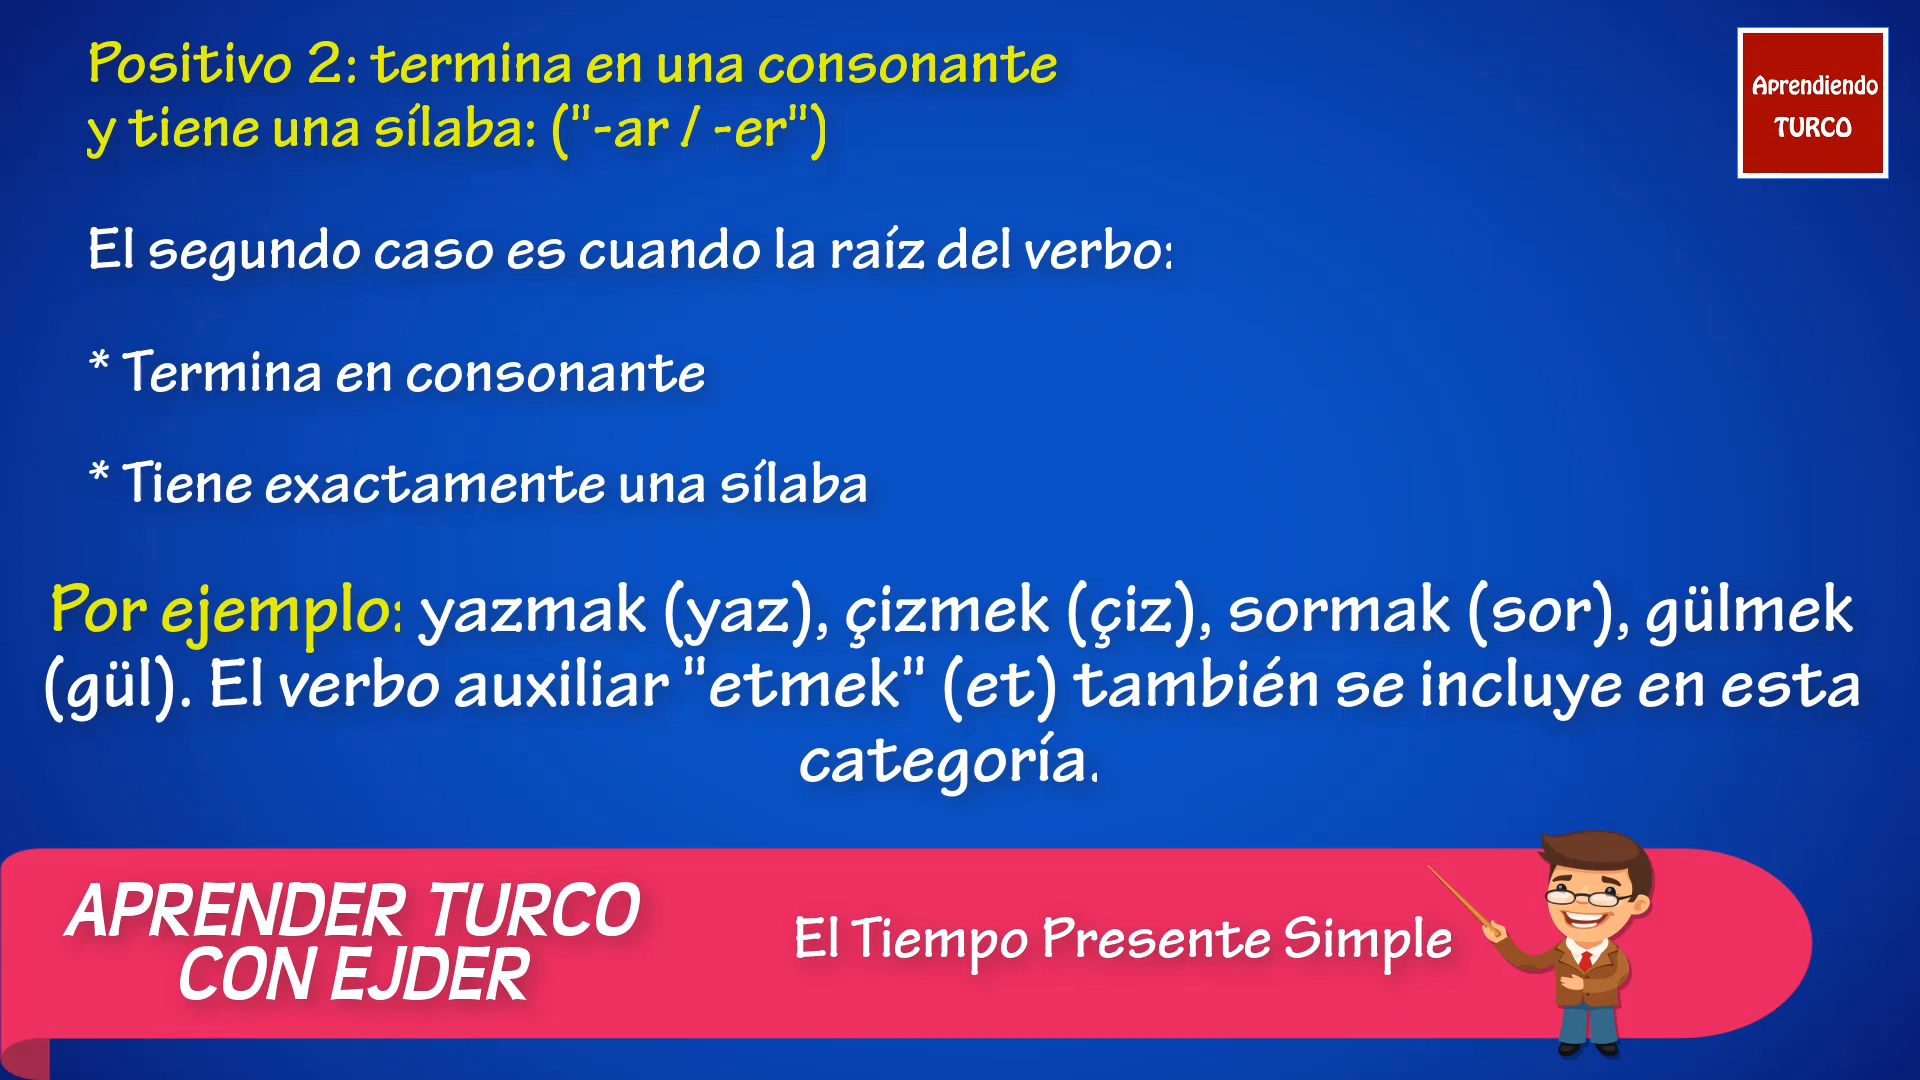 Positivo 2: termina en una consonante
y tiene una sílaba: ("-ar / -er")
Aprendiendo
TURCO
El segundo caso es cuando la raíz del verbo:
* Termina en consonante
* Tiene exactamente una sílaba
Por ejemplo: yazmak (yaz), çizmek (çiz), sormak (sor), gülmek
(gül). El verbo auxiliar "etmek" (et) también se incluye en esta
categoría.
APRENDER TURCO
CON EJDER
El Tiempo Presente Simple